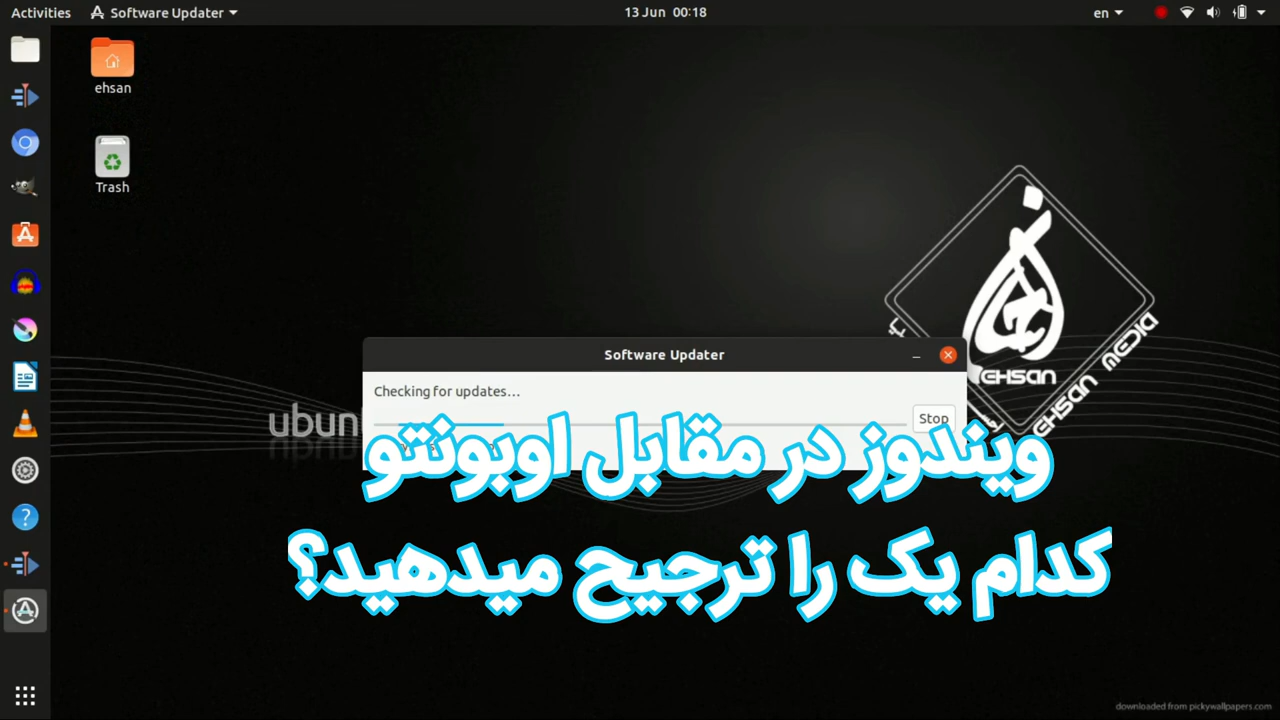 Activities
Software Updater
13 Jun 00:18
en
ehsan
Trash
Software Updater
Checking for updates...
Stop
ubun
EHSAN
EHSAN MEDIA
ویندوز در مقابل اوبونتو
کدام یک را ترجیح میدهید؟
downloaded from pickywallpapers.com